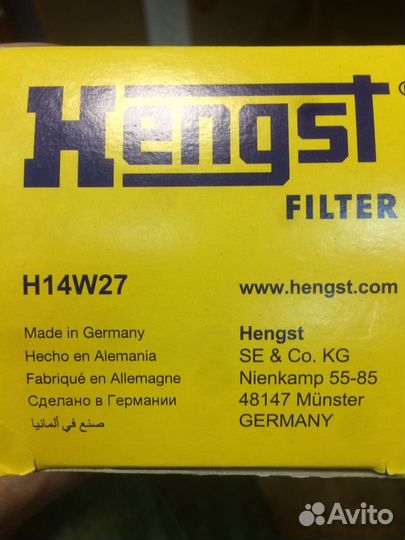 Hengst
FILTER
H14W27
www.hengst.com
Made in Germany
Hecho en Alemania
Fabriqué en Allemagne
Сделано в Германии
صنع في ألمانيا
Hengst
SE & Co. KG
Nienkamp 55-85
48147 Münster
GERMANY
Avito